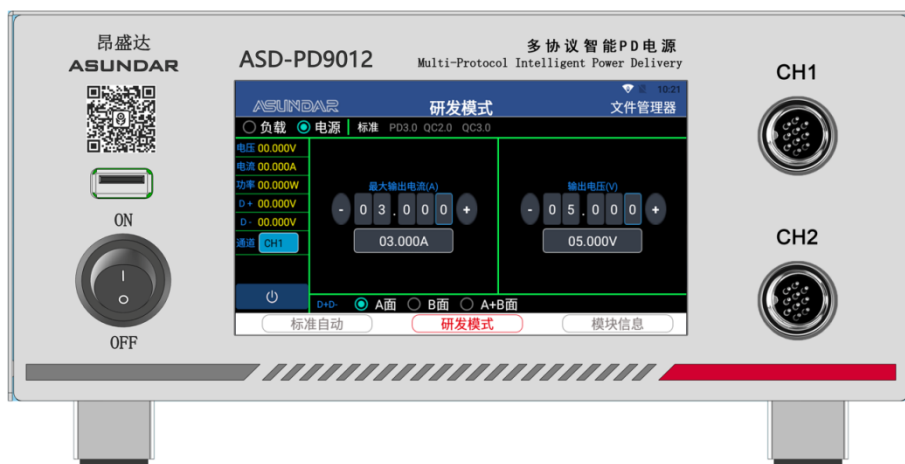 昂盛达
ASUNDAR
ON
OFF
ASD-PD9012
多协议智能PD电源
Multi-Protocol Intelligent Power Delivery
10:21
ASUNDAR
研发模式
文件管理器
负载
电源
标准
PD3.0
QC2.0
QC3.0
电压 00.000V
电流 00.000A
功率 00.000W
D+ 00.000V
D- 00.000V
通道 CH1
最大输出电流(A)
- 0 3 . 0 0 0 +
03.000A
输出电压(V)
- 0 5 . 0 0 0 +
05.000V
D+D-
A面
B面
A+B面
标准自动
研发模式
模块信息
CH1
CH2